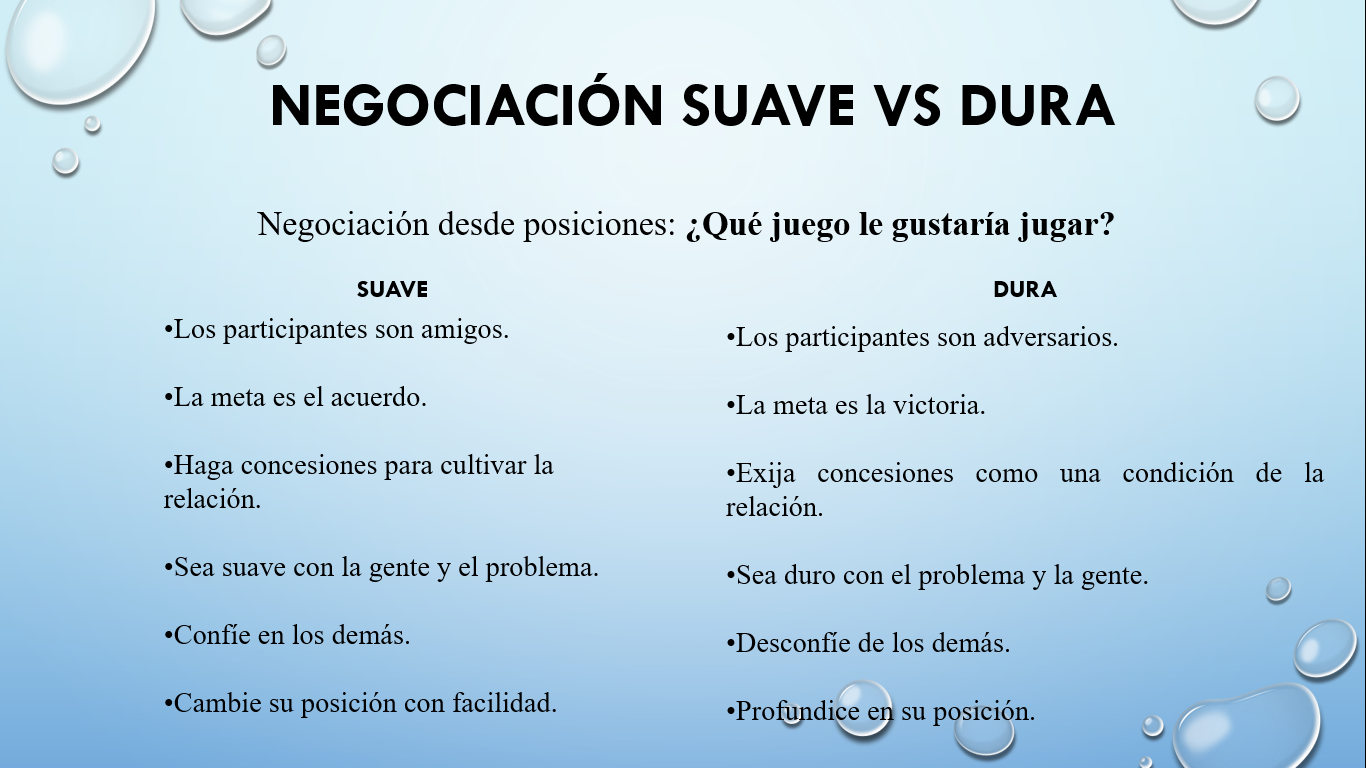 NEGOCIACIÓN SUAVE VS DURA
Negociación desde posiciones: ¿Qué juego le gustaría jugar?
SUAVE
•Los participantes son amigos.
•La meta es el acuerdo.
•Haga concesiones para cultivar la
relación.
•Sea suave con la gente y el problema.
•Confíe en los demás.
•Cambie su posición con facilidad.
DURA
•Los participantes son adversarios.
•La meta es la victoria.
•Exija concesiones como una condición de la
relación.
•Sea duro con el problema y la gente.
•Desconfíe de los demás.
•Profundice en su posición.